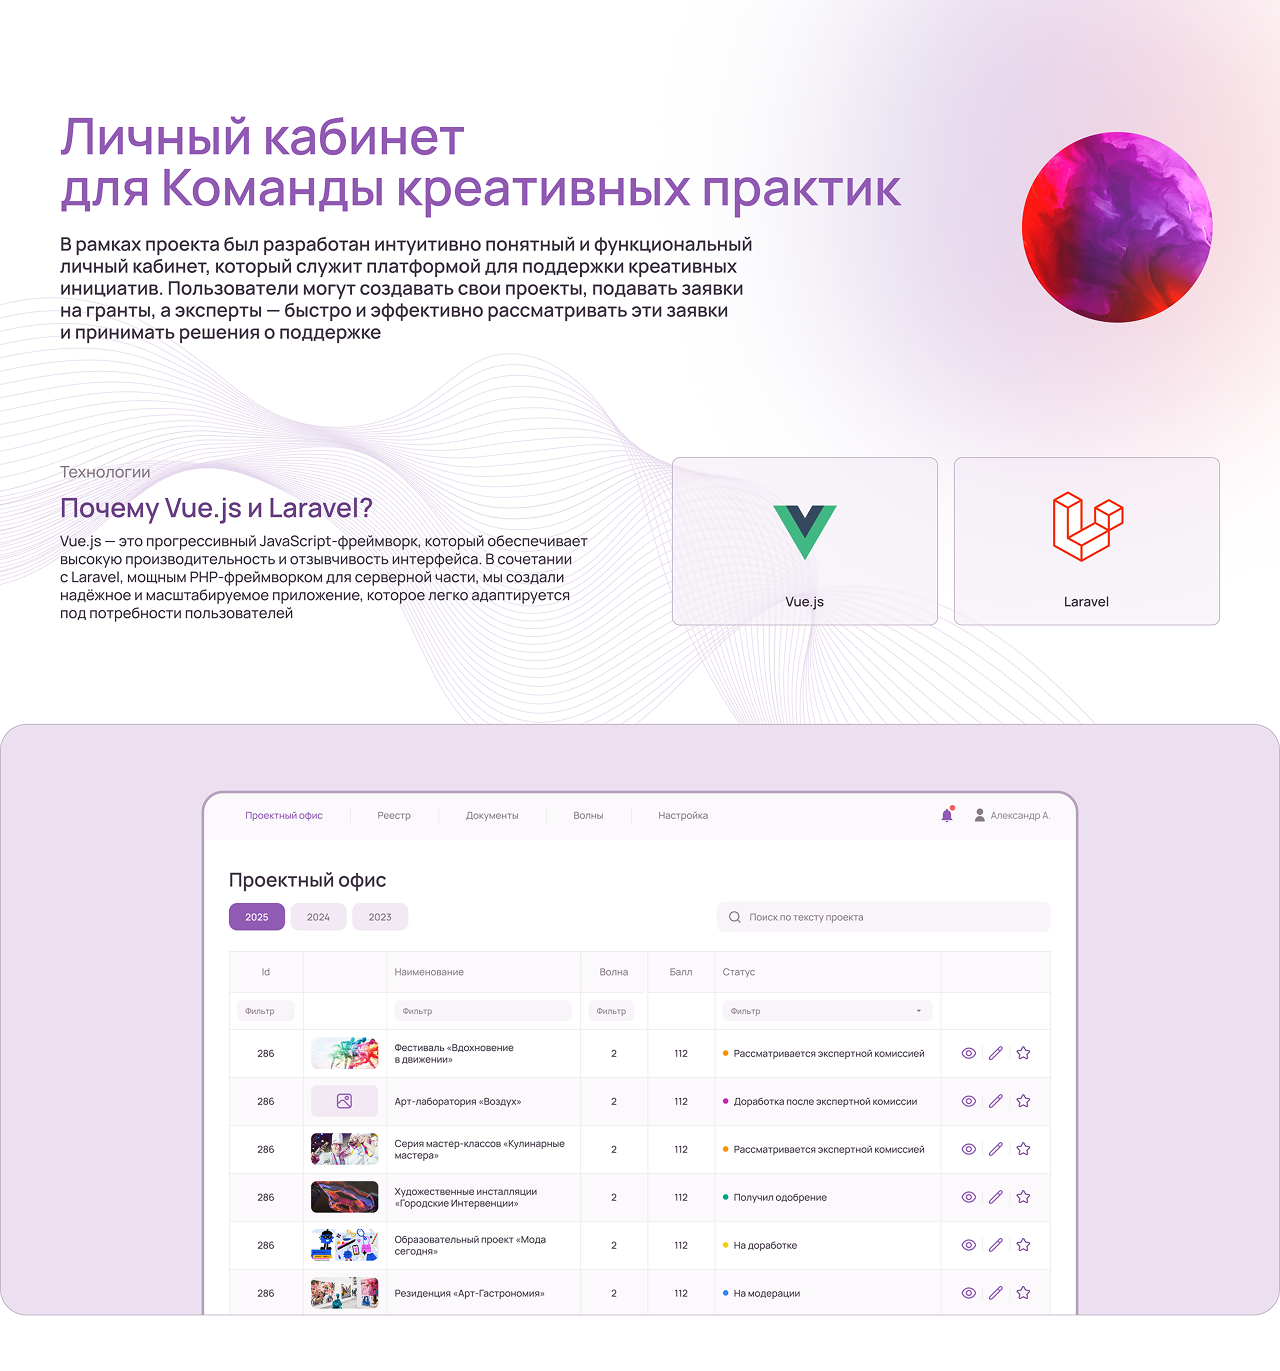 Личный кабинет
для Команды креативных практик
В рамках проекта был разработан интуитивно понятный и функциональный
личный кабинет, который служит платформой для поддержки креативных
инициатив. Пользователи могут создавать свои проекты, подавать заявки
на гранты, а эксперты — быстро и эффективно рассматривать эти заявки
и принимать решения о поддержке
Технологии
Почему Vue.js и Laravel?
Vue.js — это прогрессивный JavaScript-фреймворк, который обеспечивает
высокую производительность и отзывчивость интерфейса. В сочетании
с Laravel, мощным PHP-фреймворком для серверной части, мы создали
надёжное и масштабируемое приложение, которое легко адаптируется
под потребности пользователей
Vue.js
Laravel
Проектный офис Реестр Документы Волны Настройка Александр А.
Проектный офис
2025 2024 2023 Поиск по тексту проекта
Id Наименование Волна Балл Статус
Фильтр Фильтр Фильтр Фильтр
286 Фестиваль «Вдохновение
в движении» 2 112 Рассматривается экспертной комиссией
286 Арт-лаборатория «Воздух» 2 112 Доработка после экспертной комиссии
286 Серия мастер-классов «Кулинарные
мастера» 2 112 Рассматривается экспертной комиссией
286 Художественные инсталляции
«Городские Интервенции» 2 112 Получил одобрение
286 Образовательный проект «Мода
сегодня» 2 112 На доработке
286 Резиденция «Арт-Гастрономия» 2 112 На модерации